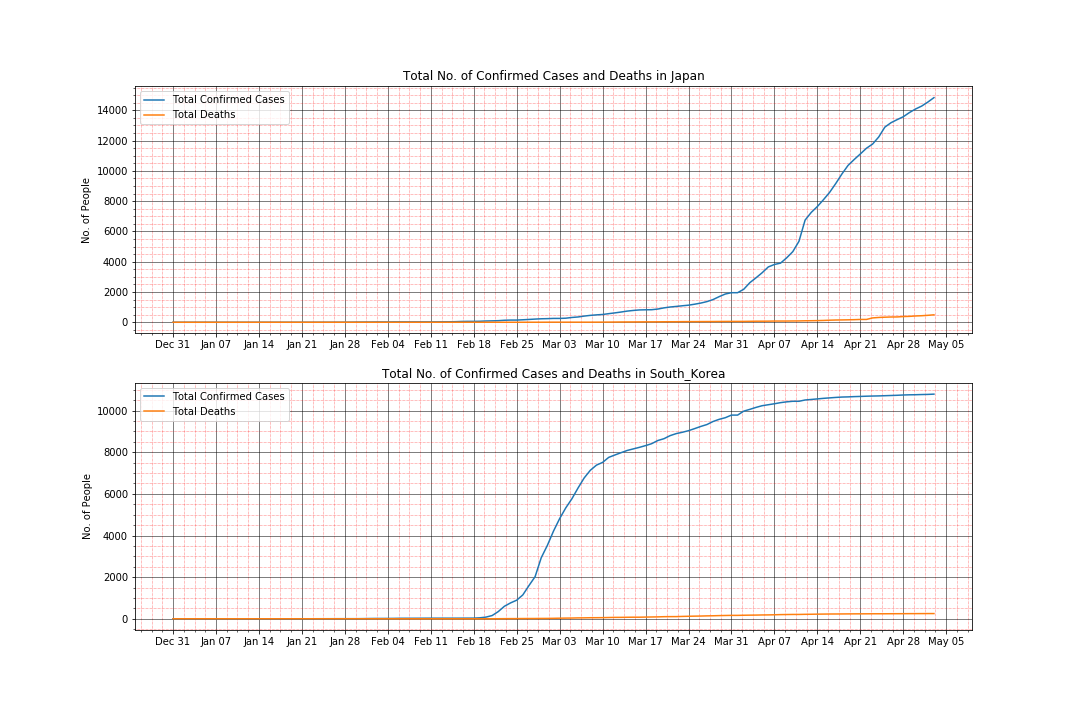 Total No. of Confirmed Cases and Deaths in Japan
Total Confirmed Cases
Total Deaths
No. of People
14000
12000
10000
8000
6000
4000
2000
0
Dec 31 Jan 07 Jan 14 Jan 21 Jan 28 Feb 04 Feb 11 Feb 18 Feb 25 Mar 03 Mar 10 Mar 17 Mar 24 Mar 31 Apr 07 Apr 14 Apr 21 Apr 28 May 05
Total No. of Confirmed Cases and Deaths in South_Korea
Total Confirmed Cases
Total Deaths
No. of People
10000
8000
6000
4000
2000
0
Dec 31 Jan 07 Jan 14 Jan 21 Jan 28 Feb 04 Feb 11 Feb 18 Feb 25 Mar 03 Mar 10 Mar 17 Mar 24 Mar 31 Apr 07 Apr 14 Apr 21 Apr 28 May 05